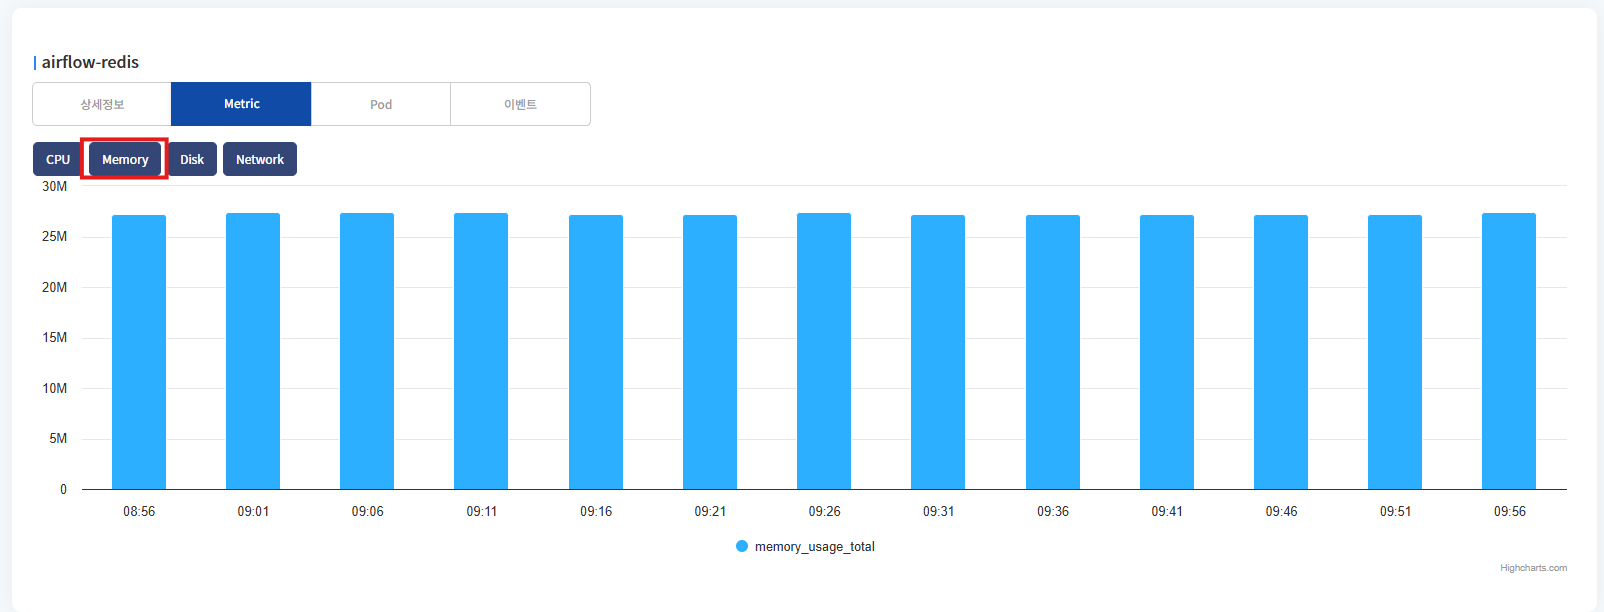 airflow-redis
상세정보 Metric Pod 이벤트
CPU Memory Disk Network
30M
25M
20M
15M
10M
5M
0
08:56 09:01 09:06 09:11 09:16 09:21 09:26 09:31 09:36 09:41 09:46 09:51 09:56
memory_usage_total
Highcharts.com